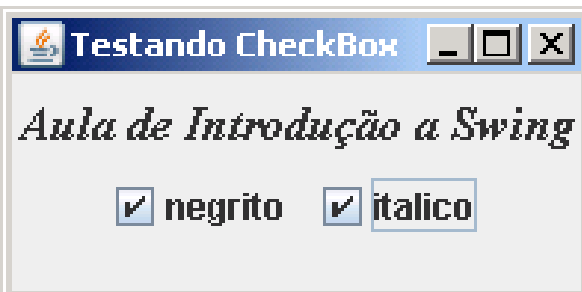 Testando CheckBox
Aula de Introdução a Swing
negrito italico